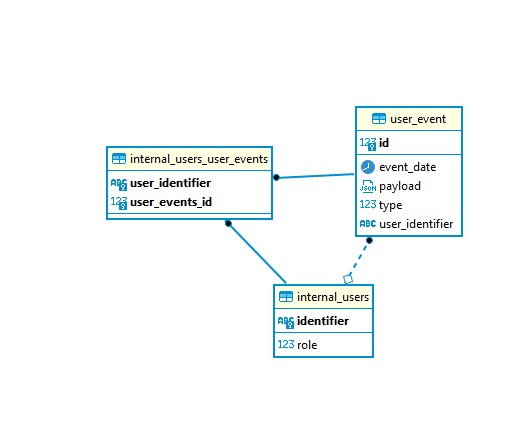 user_event
123 id
event_date
JSON payload
123 type
ABC user_identifier
internal_users_user_events
ABC user_identifier
123 user_events_id
internal_users
ABC identifier
123 role